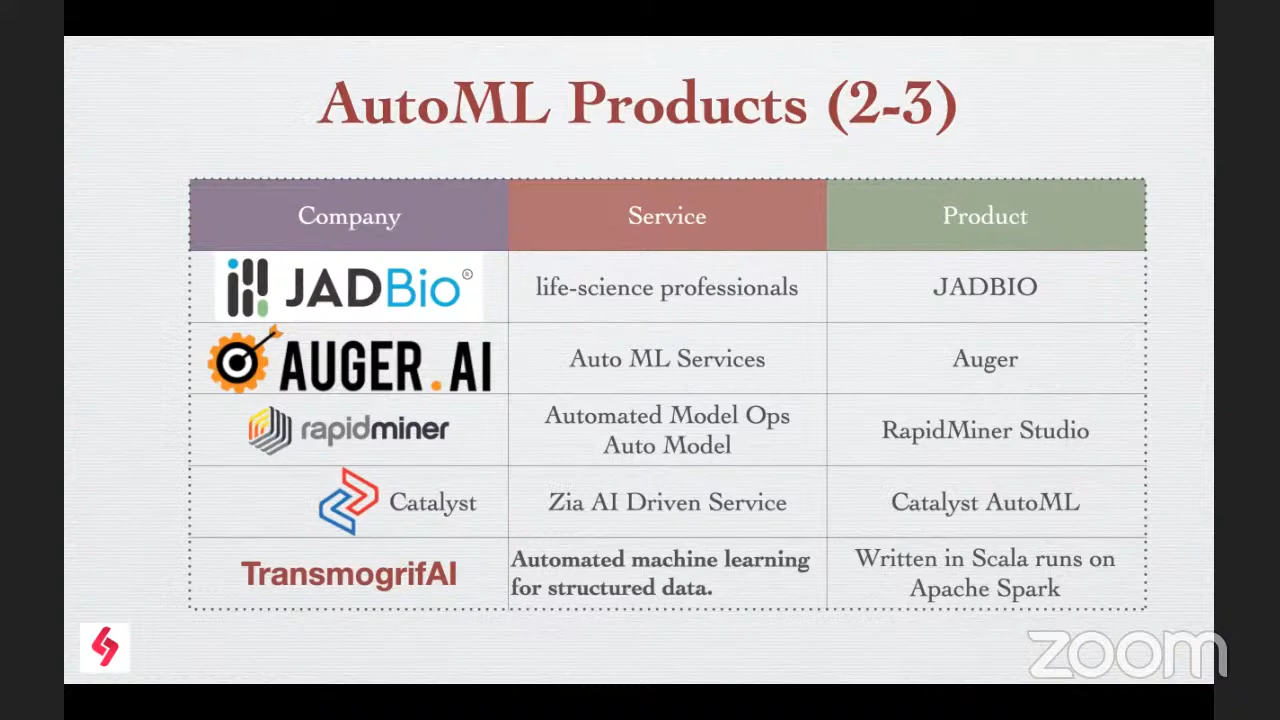 AutoML Products (2-3)
Company Service Product
JADBio® life-science professionals JADBIO
AUGER.AI Auto ML Services Auger
rapidminer Automated Model Ops
Auto Model RapidMiner Studio
Catalyst Zia AI Driven Service Catalyst AutoML
TransmogrifAI Automated machine learning
for structured data. Written in Scala runs on
Apache Spark
zoom